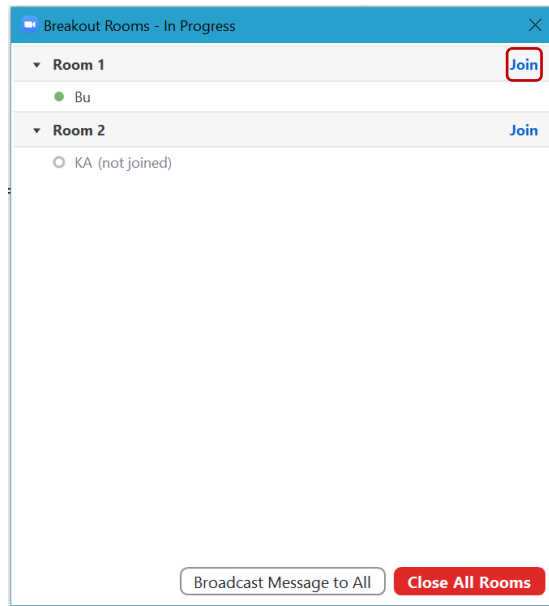 Breakout Rooms - In Progress
Room 1 Join
Bu
Room 2 Join
KA (not joined)
Broadcast Message to All Close All Rooms